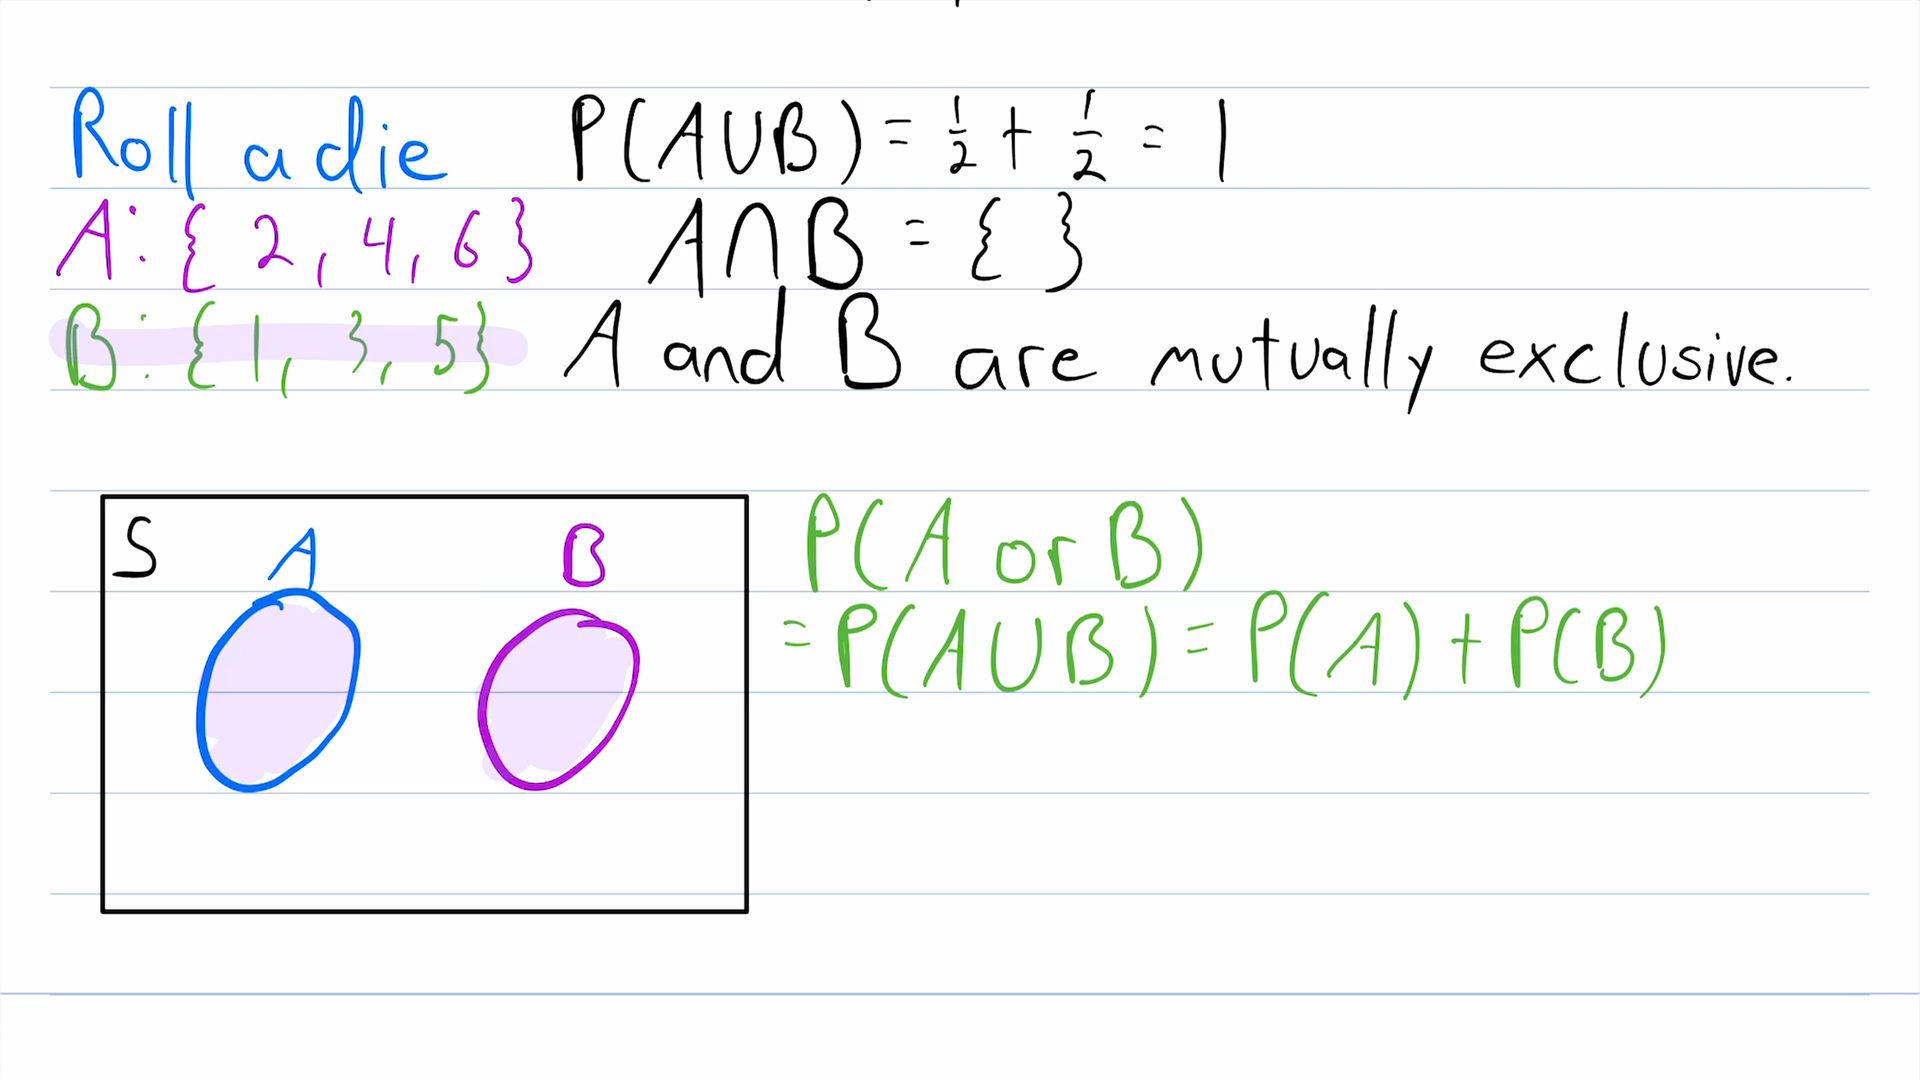 Roll a die P(A∪B) = 1/2 + 1/2 = 1
A: { 2, 4, 6 } A∩B = { }
B: { 1, 3, 5 } A and B are mutually exclusive.
S A B
P(A or B)
= P(A∪B) = P(A) + P(B)